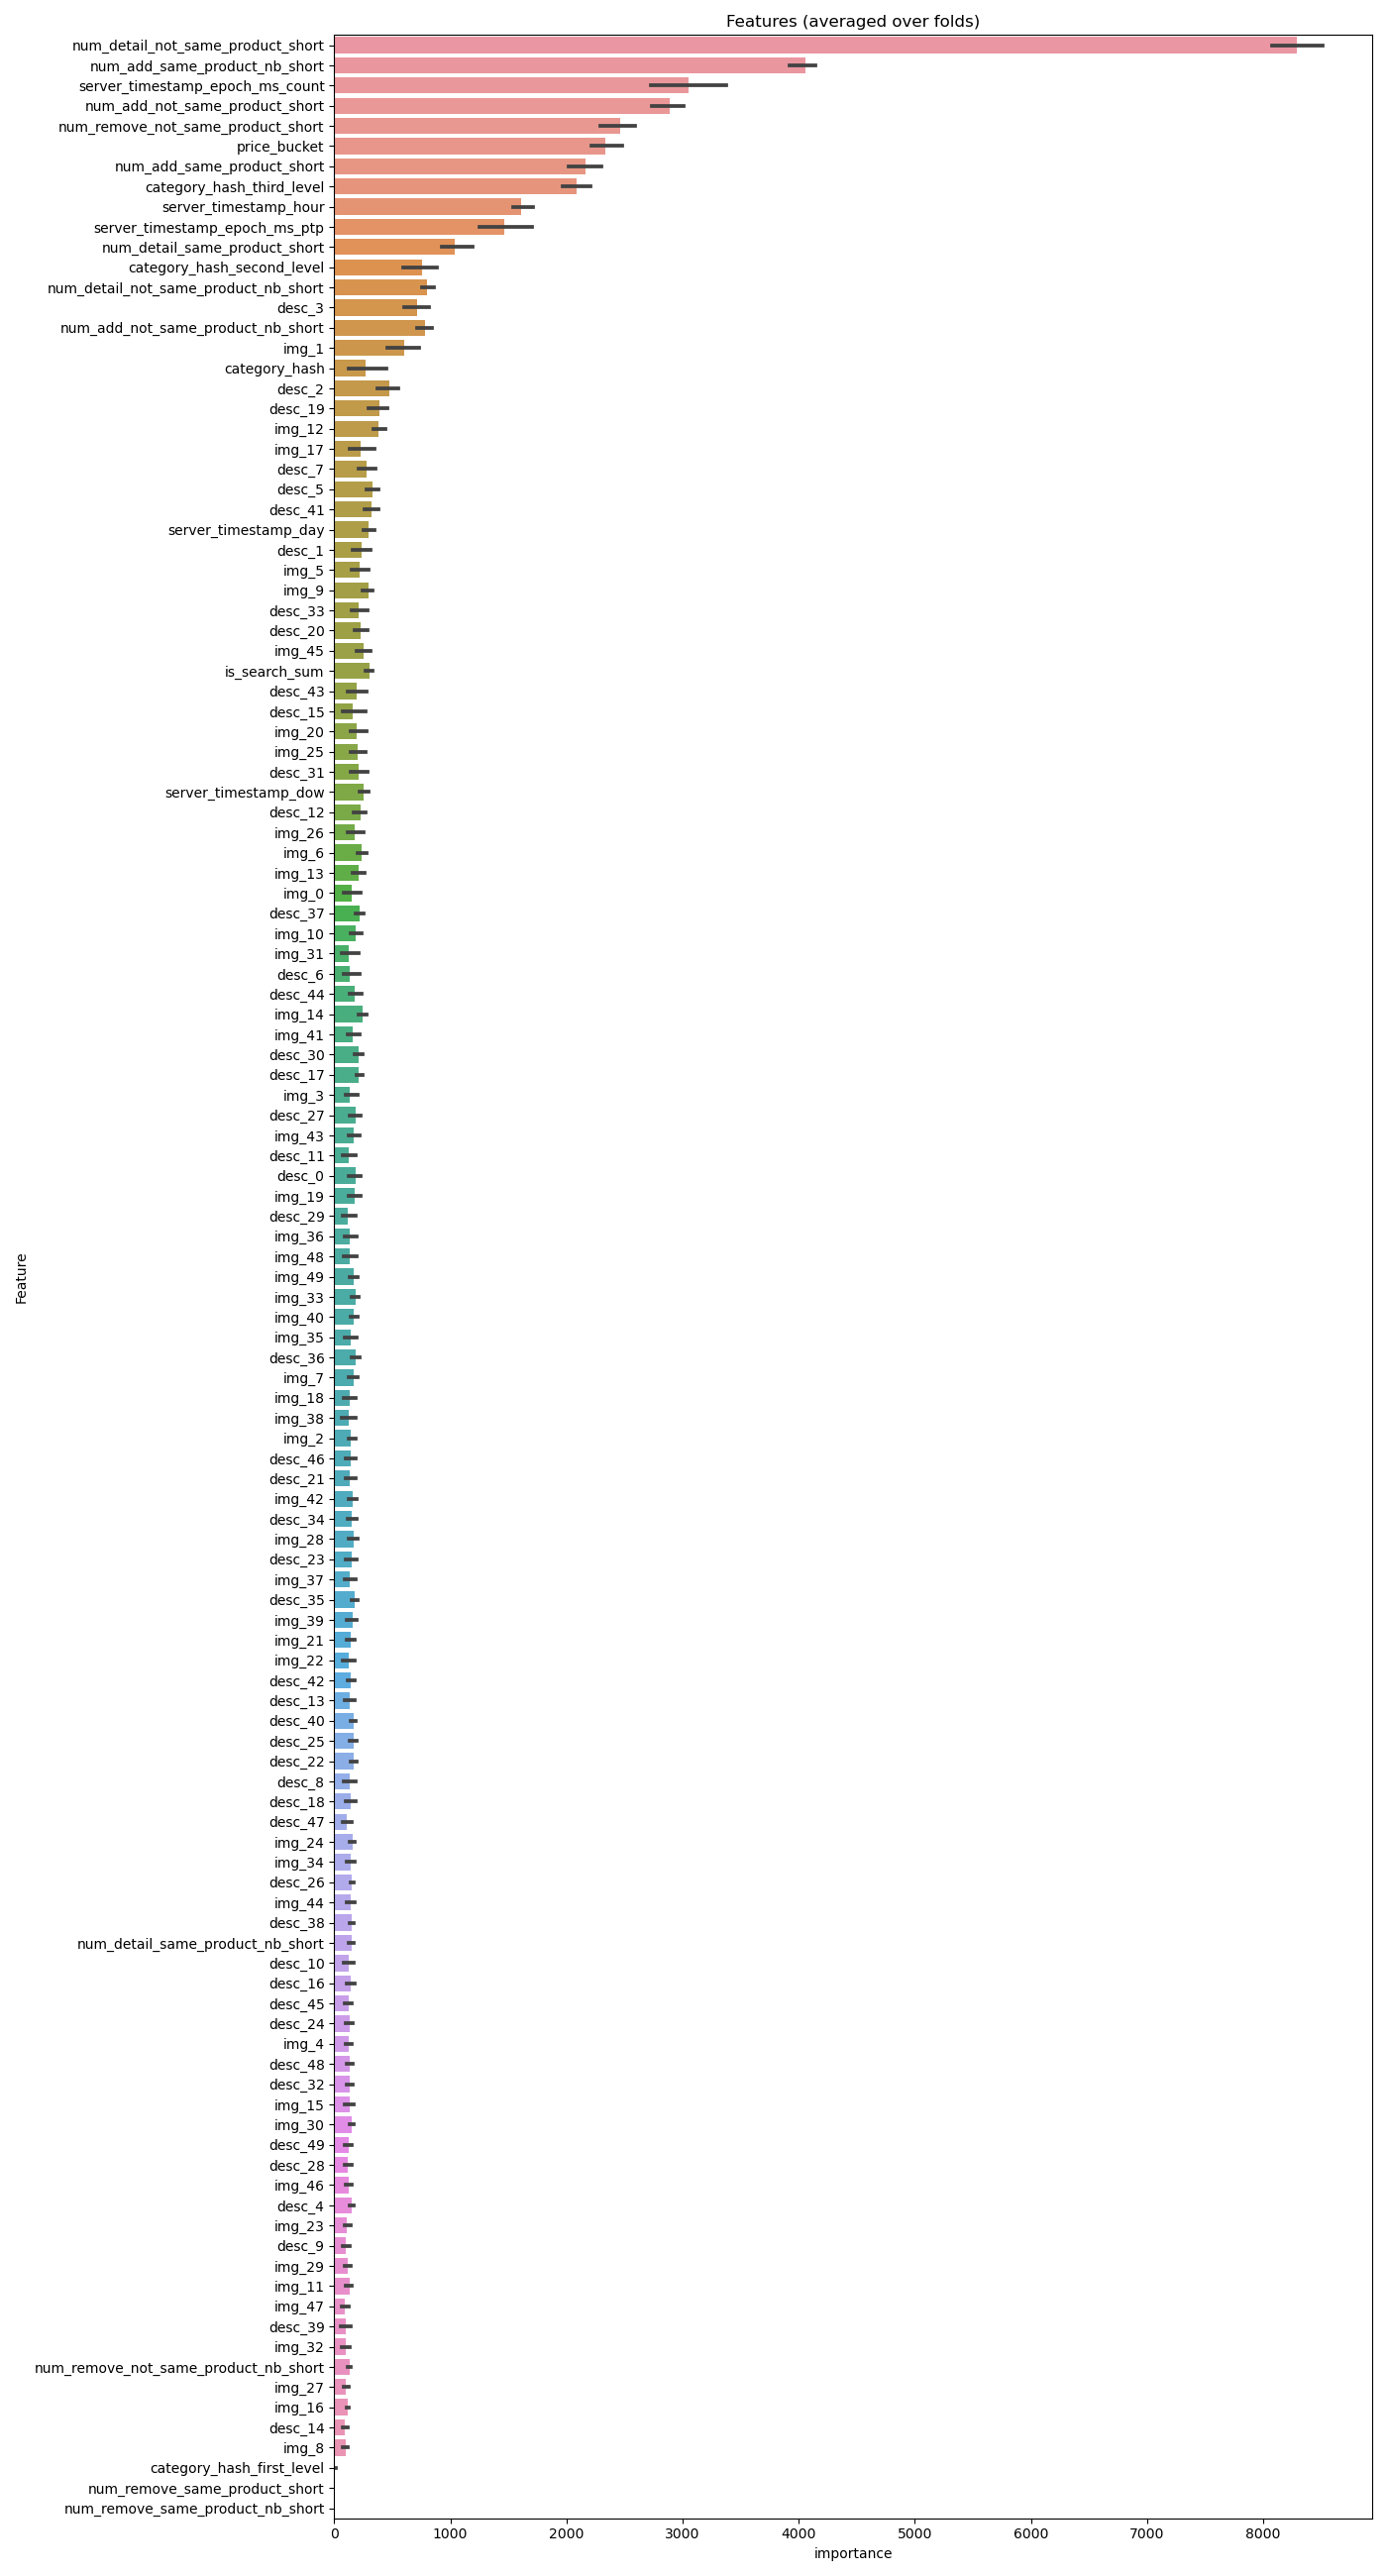 Features (averaged over folds)
num_detail_not_same_product_short
num_add_same_product_nb_short
server_timestamp_epoch_ms_count
num_add_not_same_product_short
num_remove_not_same_product_short
price_bucket
num_add_same_product_short
category_hash_third_level
server_timestamp_hour
server_timestamp_epoch_ms_ptp
num_detail_same_product_short
category_hash_second_level
num_detail_not_same_product_nb_short
desc_3
num_add_not_same_product_nb_short
img_1
category_hash
desc_2
desc_19
img_12
img_17
desc_7
desc_5
desc_41
server_timestamp_day
desc_1
img_5
img_9
desc_33
desc_20
img_45
is_search_sum
desc_43
desc_15
img_20
img_25
desc_31
server_timestamp_dow
desc_12
img_26
img_6
img_13
img_0
desc_37
img_10
img_31
desc_6
desc_44
img_14
img_41
desc_30
desc_17
img_3
desc_27
img_43
desc_11
desc_0
img_19
desc_29
img_36
img_48
img_49
img_33
img_40
img_35
desc_36
img_7
img_18
img_38
img_2
desc_46
desc_21
img_42
desc_34
img_28
desc_23
img_37
desc_35
img_39
img_21
img_22
desc_42
desc_13
desc_40
desc_25
desc_22
desc_8
desc_18
desc_47
img_24
img_34
desc_26
img_44
desc_38
num_detail_same_product_nb_short
desc_10
desc_16
desc_45
desc_24
img_4
desc_48
desc_32
img_15
img_30
desc_49
desc_28
img_46
desc_4
img_23
desc_9
img_29
img_11
img_47
desc_39
img_32
num_remove_not_same_product_nb_short
img_27
img_16
desc_14
img_8
category_hash_first_level
num_remove_same_product_short
num_remove_same_product_nb_short
Feature
0 1000 2000 3000 4000 5000 6000 7000 8000
importance